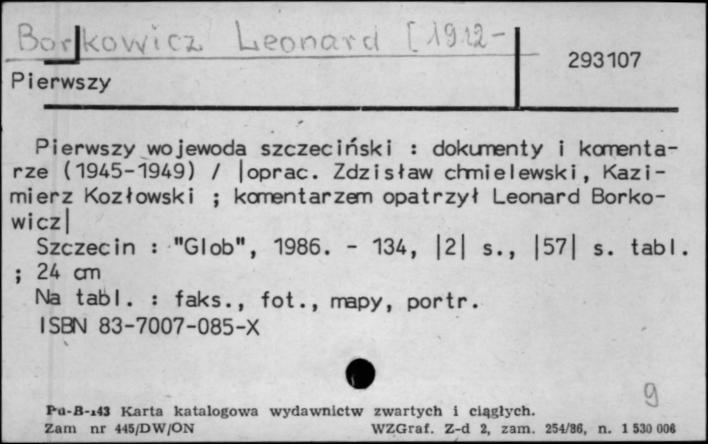 Borkowicz Leonard [1912-
293107
Pierwszy
Pierwszy wojewoda szczeciński : dokumenty i komenta-
rze (1945-1949) / |oprac. Zdzisław chmielewski, Kazi-
mierz Kozłowski ; komentarzem opatrzył Leonard Borko-
wicz|
Szczecin : "Glob", 1986. - 134, |2| s., |57| s. tabl.
; 24 cm
Na tabl. : faks., fot., mapy, portr.
ISBN 83-7007-085-X
9
Pu-B-143 Karta katalogowa wydawnictw zwartych i ciągłych.
Zam nr 445/DW/ON WZGraf. Z-d 2, zam. 254/86, n. 1 530 006